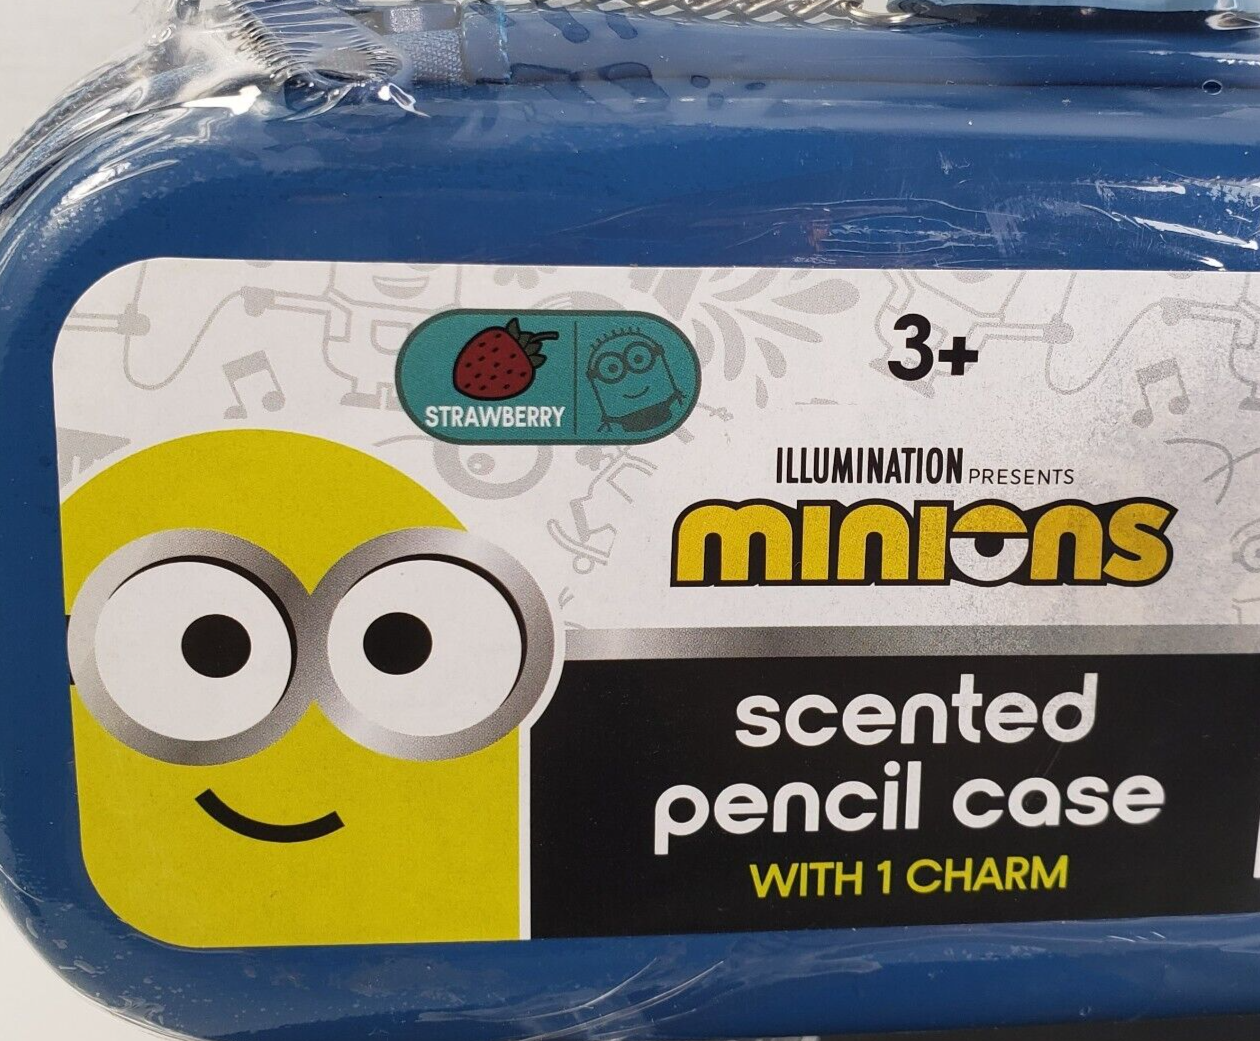 STRAWBERRY
3+
ILLUMINATION PRESENTS
minions
scented
pencil case
WITH 1 CHARM